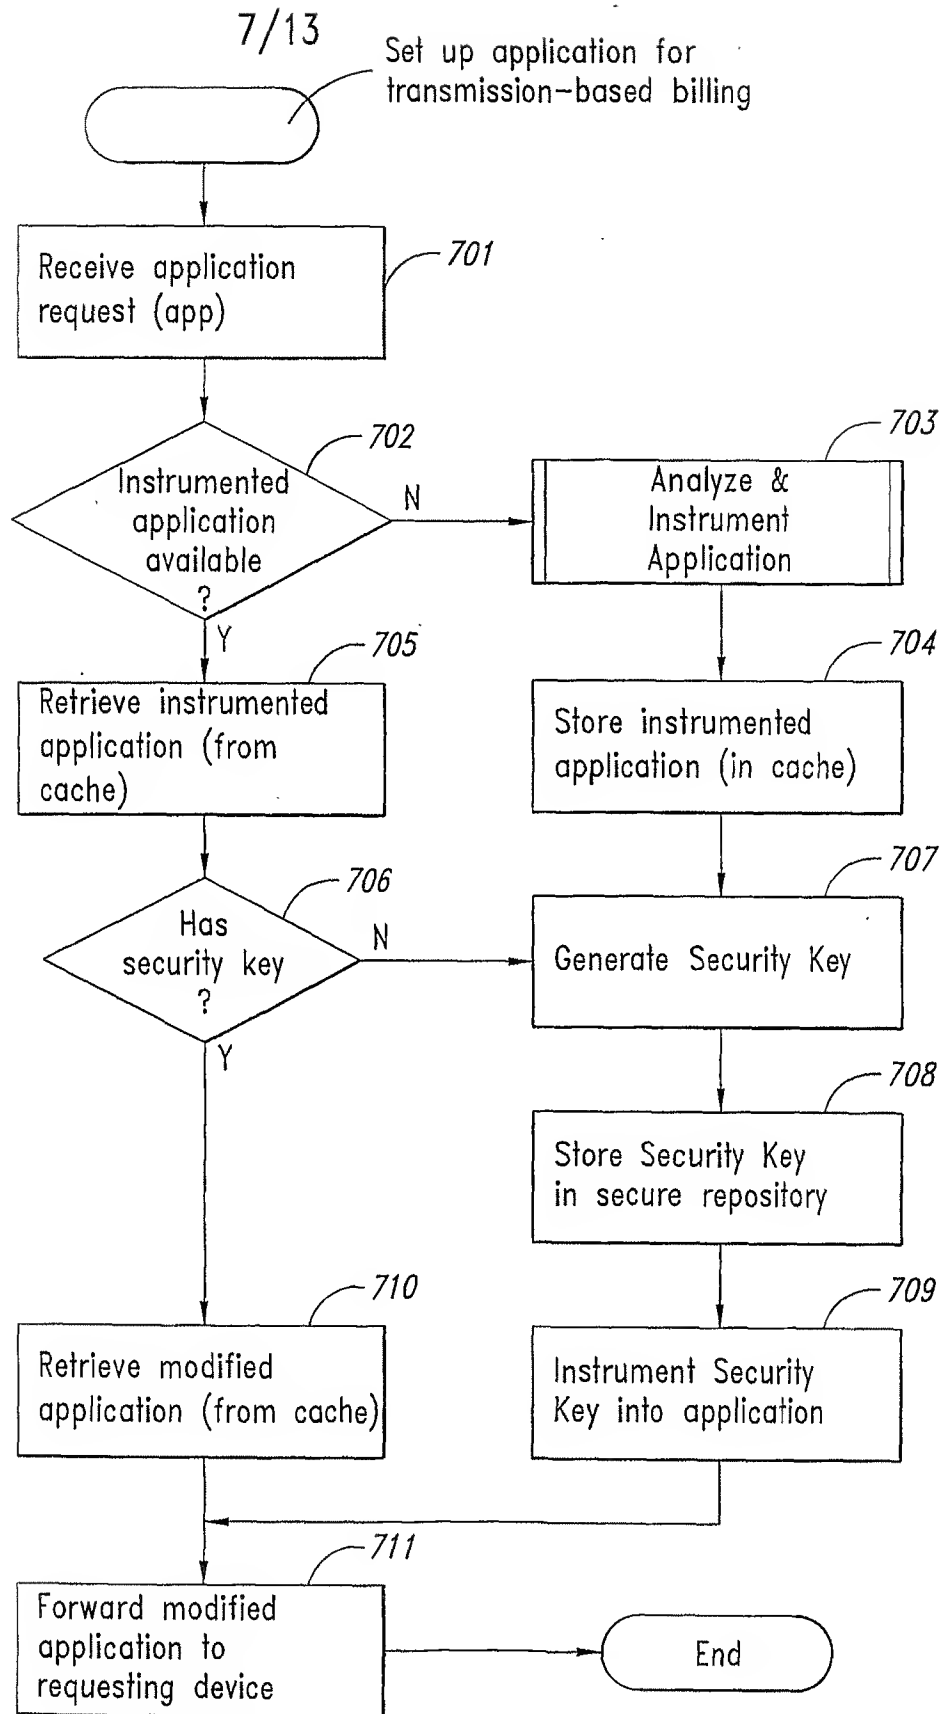 7/13
Set up application for
transmission-based billing
Receive application
request (app)
701
702
Instrumented
application
available
?
N
Y
703
Analyze &
Instrument
Application
705
Retrieve instrumented
application (from
cache)
704
Store instrumented
application (in cache)
706
Has
security key
?
N
Y
707
Generate Security Key
708
Store Security Key
in secure repository
710
Retrieve modified
application (from cache)
709
Instrument Security
Key into application
711
Forward modified
application to
requesting device
End